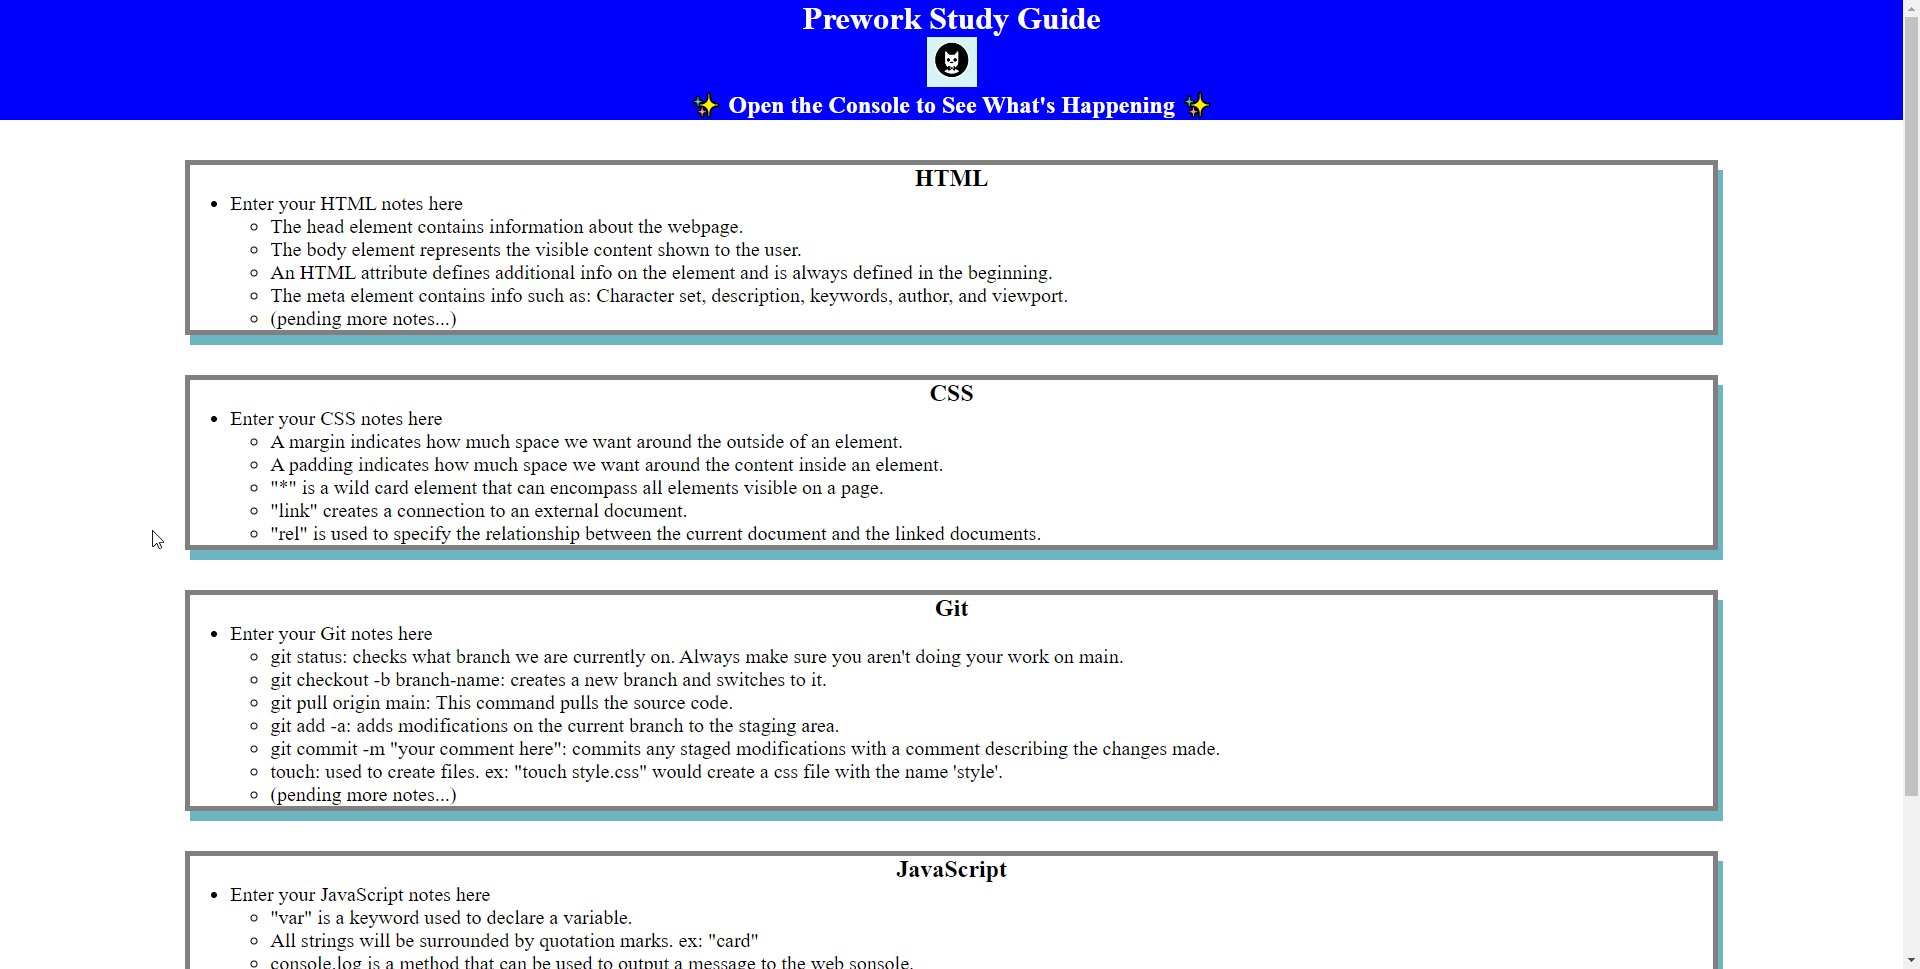 Prework Study Guide
✨ Open the Console to See What's Happening ✨
HTML
Enter your HTML notes here
The head element contains information about the webpage.
The body element represents the visible content shown to the user.
An HTML attribute defines additional info on the element and is always defined in the beginning.
The meta element contains info such as: Character set, description, keywords, author, and viewport.
(pending more notes...)
CSS
Enter your CSS notes here
A margin indicates how much space we want around the outside of an element.
A padding indicates how much space we want around the content inside an element.
"*" is a wild card element that can encompass all elements visible on a page.
"link" creates a connection to an external document.
"rel" is used to specify the relationship between the current document and the linked documents.
Git
Enter your Git notes here
git status: checks what branch we are currently on. Always make sure you aren't doing your work on main.
git checkout -b branch-name: creates a new branch and switches to it.
git pull origin main: This command pulls the source code.
git add -a: adds modifications on the current branch to the staging area.
git commit -m "your comment here": commits any staged modifications with a comment describing the changes made.
touch: used to create files. ex: "touch style.css" would create a css file with the name 'style'.
(pending more notes...)
JavaScript
Enter your JavaScript notes here
"var" is a keyword used to declare a variable.
All strings will be surrounded by quotation marks. ex: "card"
console.log is a method that can be used to output a message to the web sonsole.